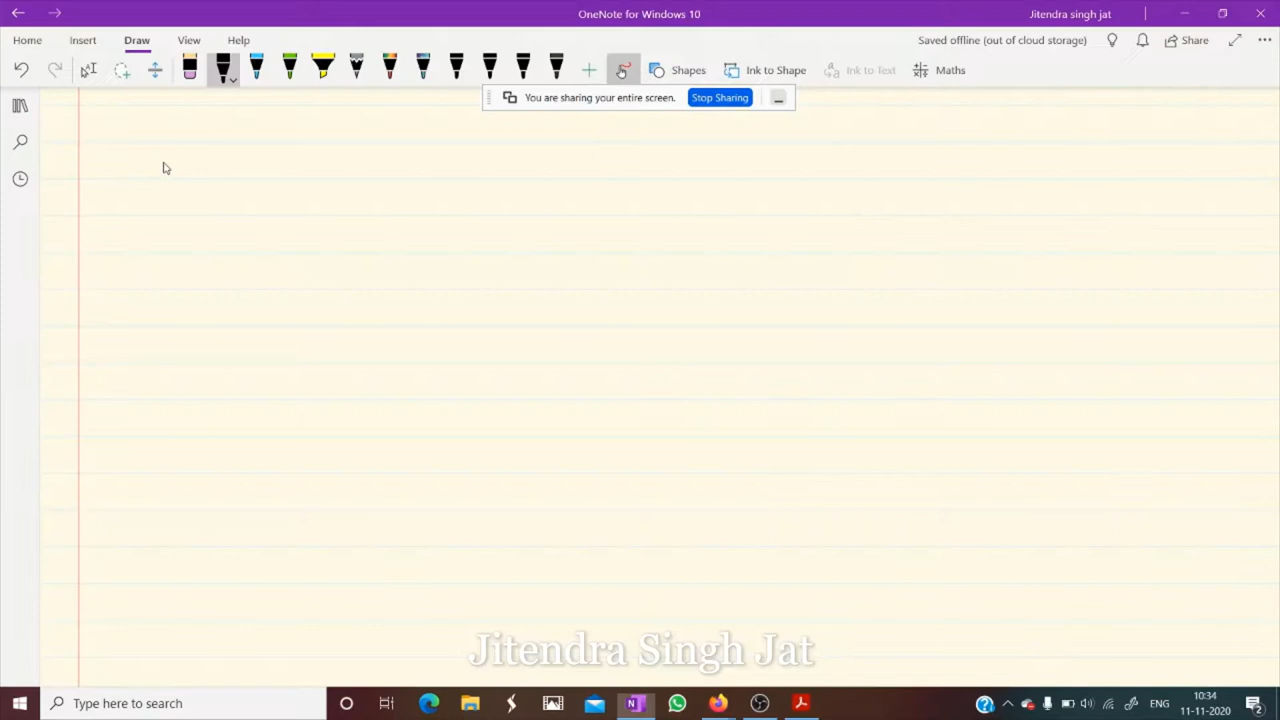 OneNote for Windows 10
Jitendra singh jat
Home Insert Draw View Help
Saved offline (out of cloud storage)
Share
Shapes
Ink to Shape
Ink to Text
Maths
You are sharing your entire screen.
Stop Sharing
Jitendra Singh Jat
Type here to search
ENG
10:34
11-11-2020
2